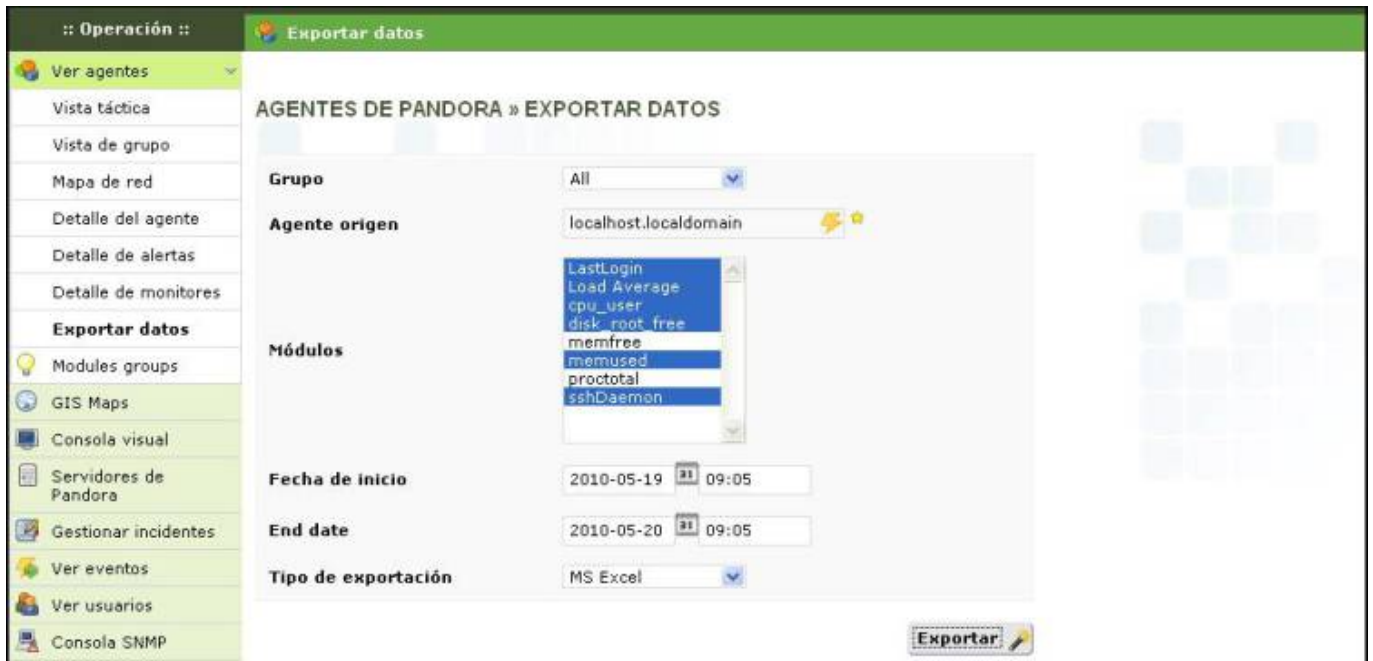 :: Operación ::
Exportar datos
Ver agentes
Vista táctica
Vista de grupo
Mapa de red
Detalle del agente
Detalle de alertas
Detalle de monitores
Exportar datos
Modules groups
GIS Maps
Consola visual
Servidores de
Pandora
Gestionar incidentes
Ver eventos
Ver usuarios
Consola SNMP
AGENTES DE PANDORA » EXPORTAR DATOS
Grupo All
Agente origen localhost.localdomain
Módulos
LastLogin
Load Average
cpu_user
disk_root_free
memfree
memused
proctotal
sshDaemon
Fecha de inicio 2010-05-19 31 09:05
End date 2010-05-20 31 09:05
Tipo de exportación MS Excel
Exportar